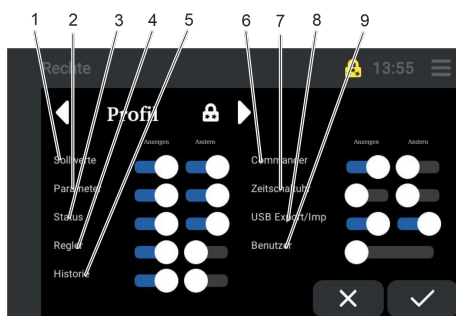 1 2 3 4 5 6 7 8 9
Rechte 13:55
Profil
Anzeigen Ändern Anzeigen Ändern
Sollwerte Commander
Parameter Zeitschaltuhr
Status USB Export/Imp
Regler Benutzer
Historie